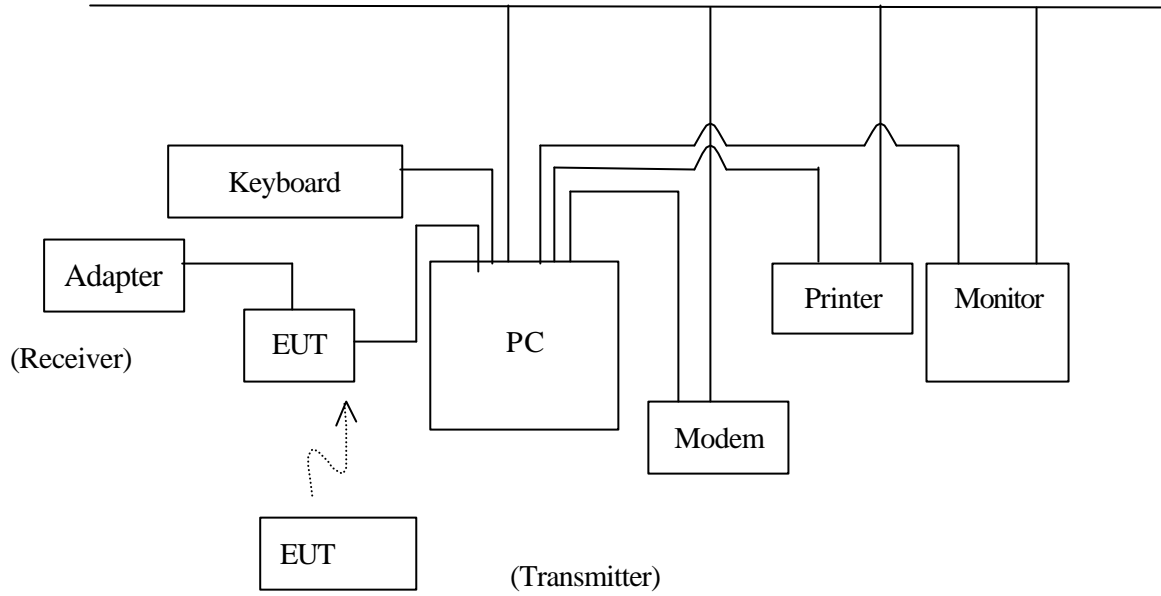 Keyboard
Adapter
Printer
Monitor
EUT
PC
(Receiver)
Modem
EUT
(Transmitter)